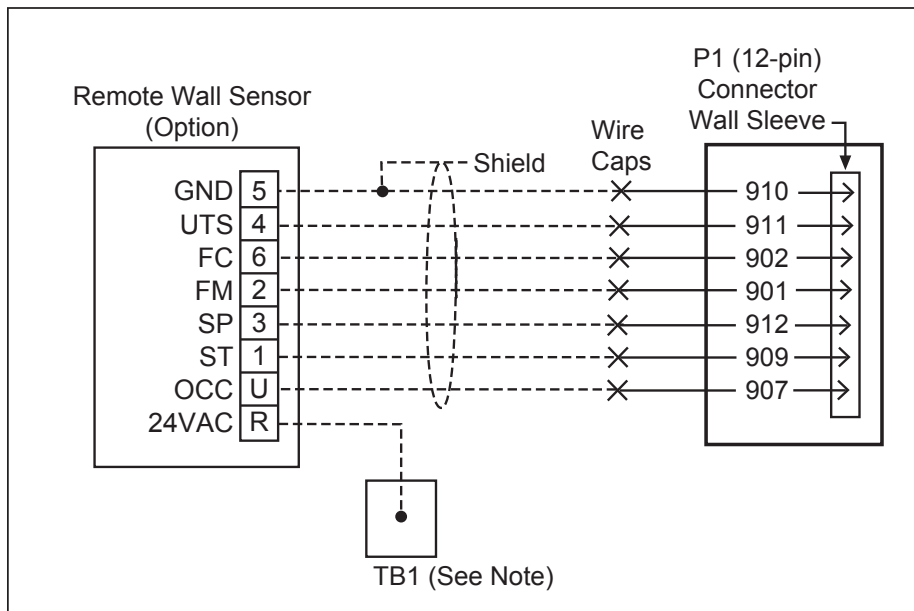 P1 (12-pin)
Connector
Wall Sleeve
Remote Wall Sensor
(Option)
Wire
Caps
Shield
GND 5 910
UTS 4 911
FC 6 902
FM 2 901
SP 3 912
ST 1 909
OCC U 907
24VAC R
TB1 (See Note)